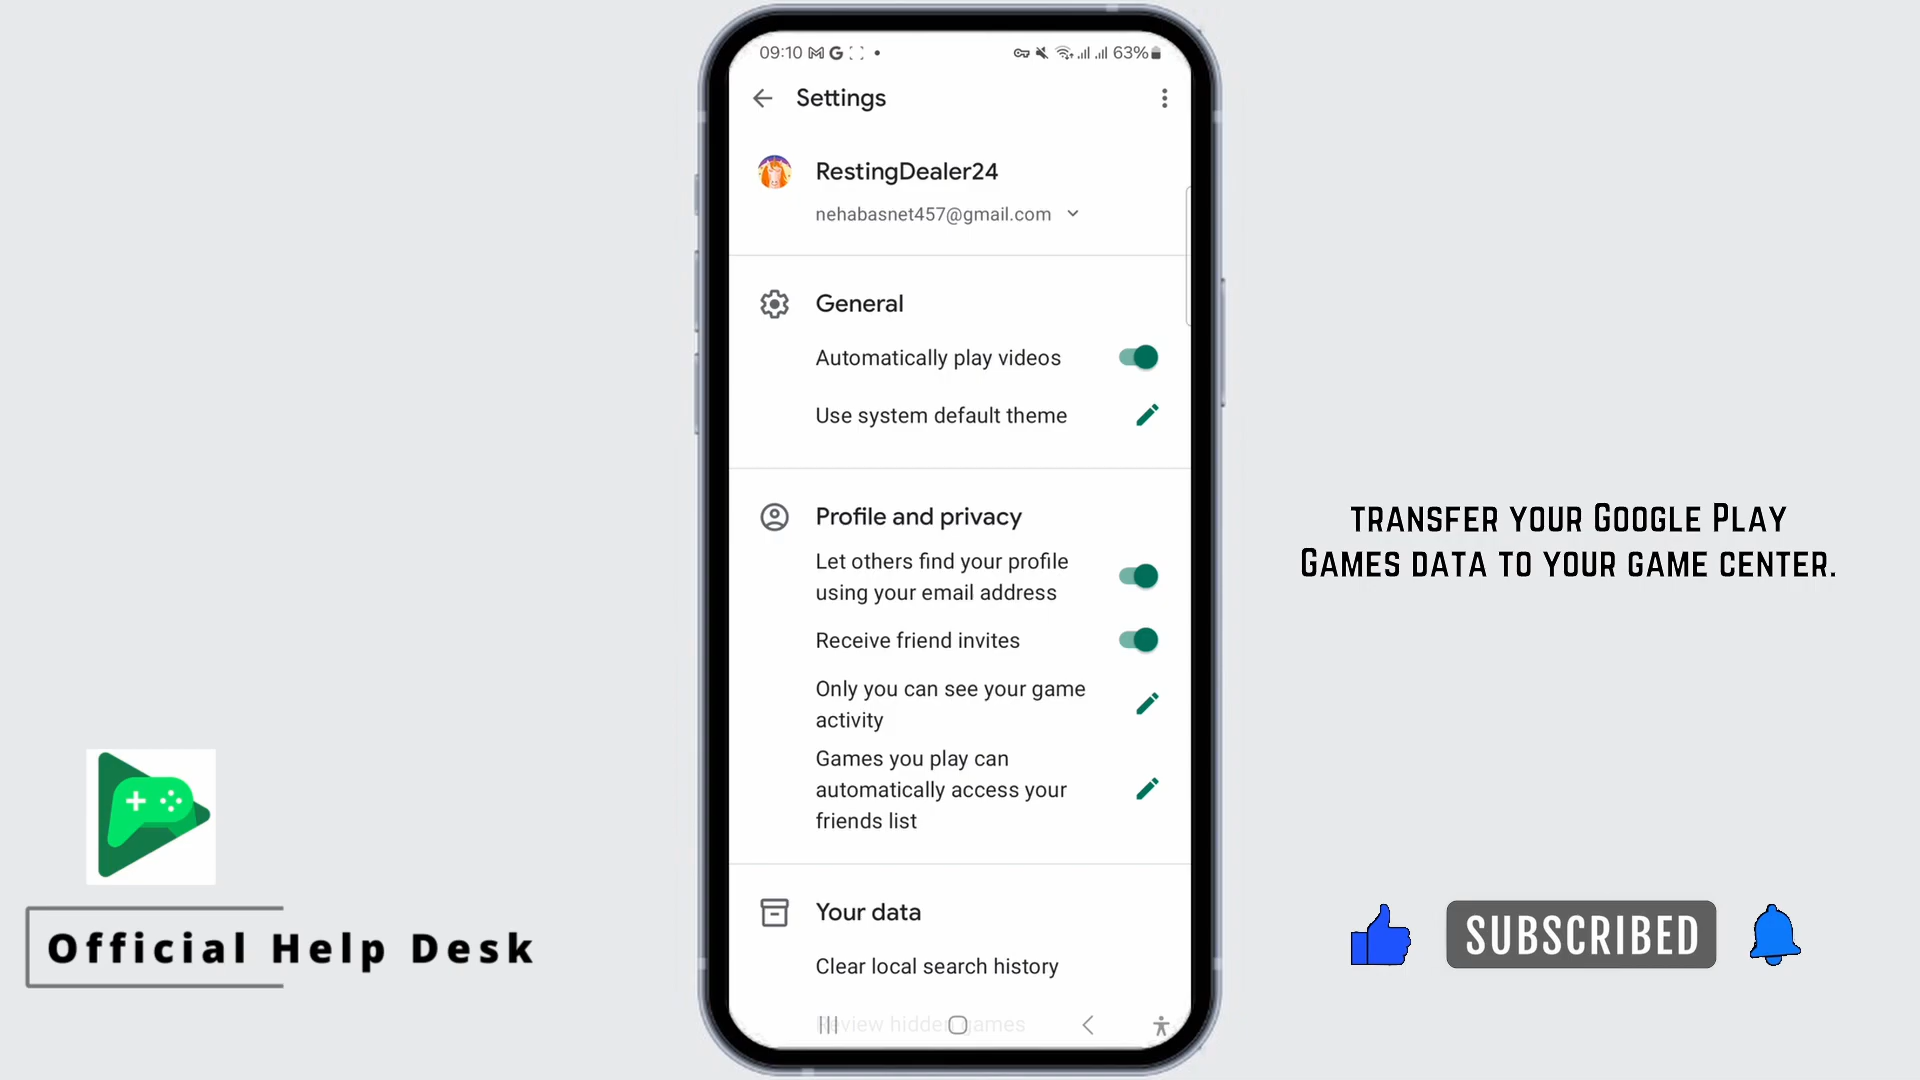 09:10
63%
Settings
RestingDealer24
nehabasnet457@gmail.com
General
Automatically play videos
Use system default theme
Profile and privacy
Let others find your profile
using your email address
Receive friend invites
Only you can see your game
activity
Games you play can
automatically access your
friends list
Your data
Clear local search history
Review hidden games
transfer your Google Play
Games data to your game center.
Official Help Desk
SUBSCRIBED